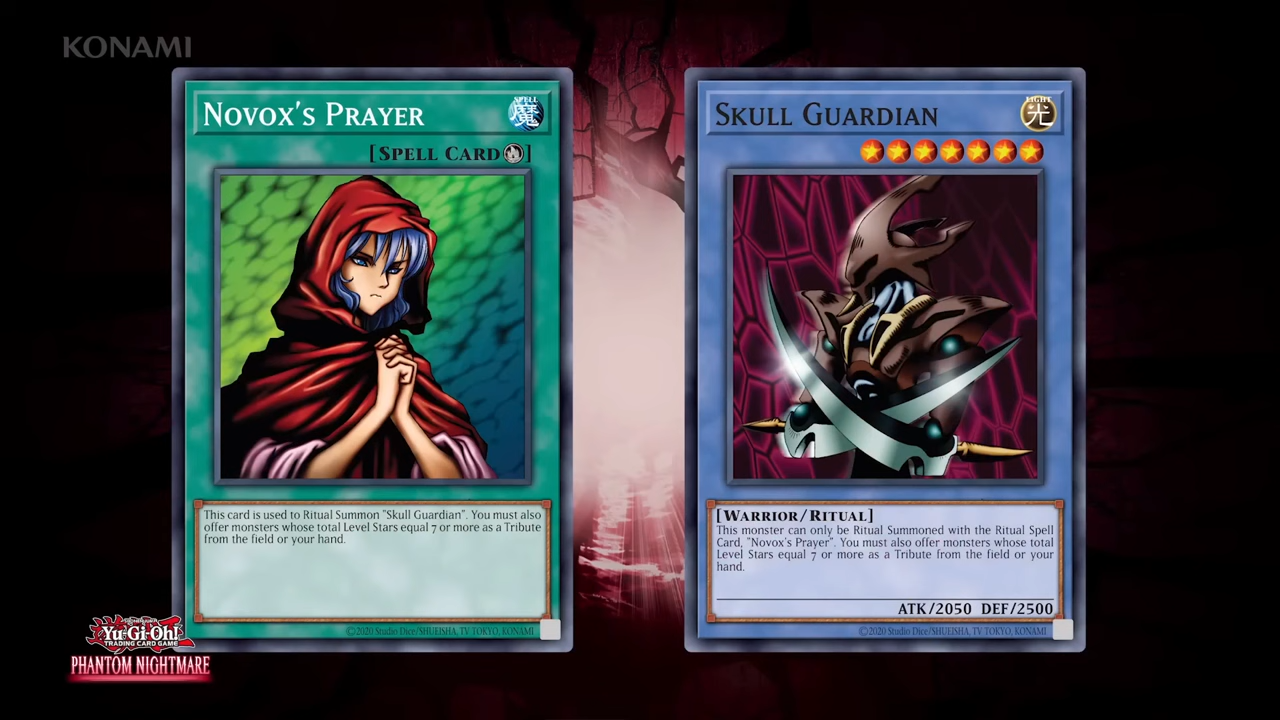 KONAMI
NOVOX'S PRAYER
SPELL
魔
[SPELL CARD]
This card is used to Ritual Summon "Skull Guardian". You must also
offer monsters whose total Level Stars equal 7 or more as a Tribute
from the field or your hand.
©2020 Studio Dice/SHUEISHA, TV TOKYO, KONAMI
SKULL GUARDIAN
LIGHT
光
[WARRIOR/RITUAL]
This monster can only be Ritual Summoned with the Ritual Spell
Card, "Novox's Prayer". You must also offer monsters whose total
Level Stars equal 7 or more as a Tribute from the field or your
hand.
ATK/2050 DEF/2500
©2020 Studio Dice/SHUEISHA, TV TOKYO, KONAMI
Yu-Gi-Oh!
TRADING CARD GAME
PHANTOM NIGHTMARE